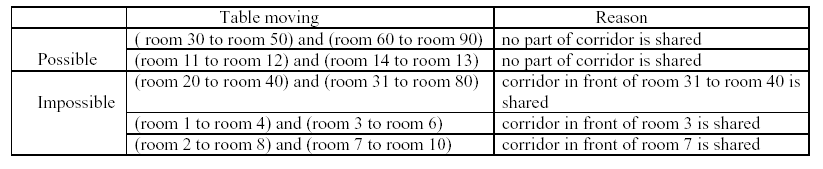 Table moving Reason
Possible
( room 30 to room 50) and (room 60 to room 90) no part of corridor is shared
(room 11 to room 12) and (room 14 to room 13) no part of corridor is shared
Impossible
(room 20 to room 40) and (room 31 to room 80) corridor in front of room 31 to room 40 is
shared
(room 1 to room 4) and (room 3 to room 6) corridor in front of room 3 is shared
(room 2 to room 8) and (room 7 to room 10) corridor in front of room 7 is shared